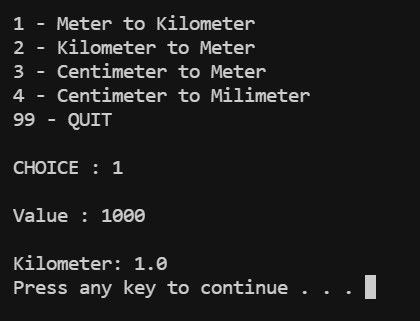 1 - Meter to Kilometer
2 - Kilometer to Meter
3 - Centimeter to Meter
4 - Centimeter to Milimeter
99 - QUIT
CHOICE : 1
Value : 1000
Kilometer: 1.0
Press any key to continue . . .